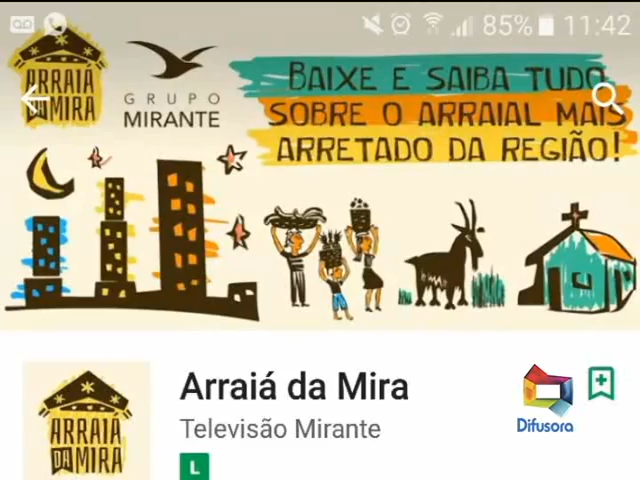 85% 11:42
ARRAIÁ
DA MIRA
GRUPO
MIRANTE
BAIXE E SAIBA TUDO
SOBRE O ARRAIAL MAIS
ARRETADO DA REGIÃO!
ARRAIÁ
DA MIRA
Arraiá da Mira
Televisão Mirante
L
Difusora